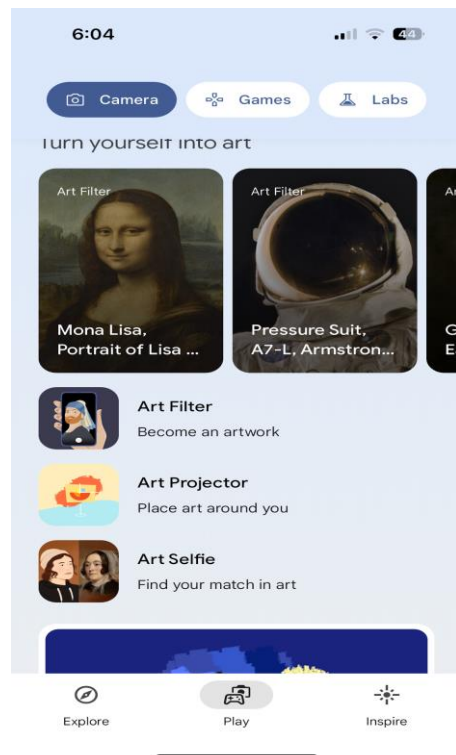 6:04
44
Camera
Games
Labs
Turn yourself into art
Art Filter
Art Filter
Mona Lisa,
Portrait of Lisa ...
Pressure Suit,
A7-L, Armstron...
Art Filter
Become an artwork
Art Projector
Place art around you
Art Selfie
Find your match in art
Explore
Play
Inspire